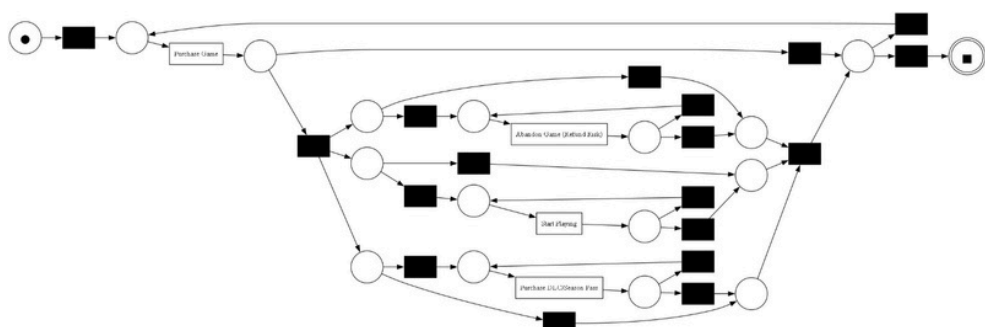 Purchase Game
Abandon Game (Refund Risk)
Start Playing
Purchase DLC/Season Pass